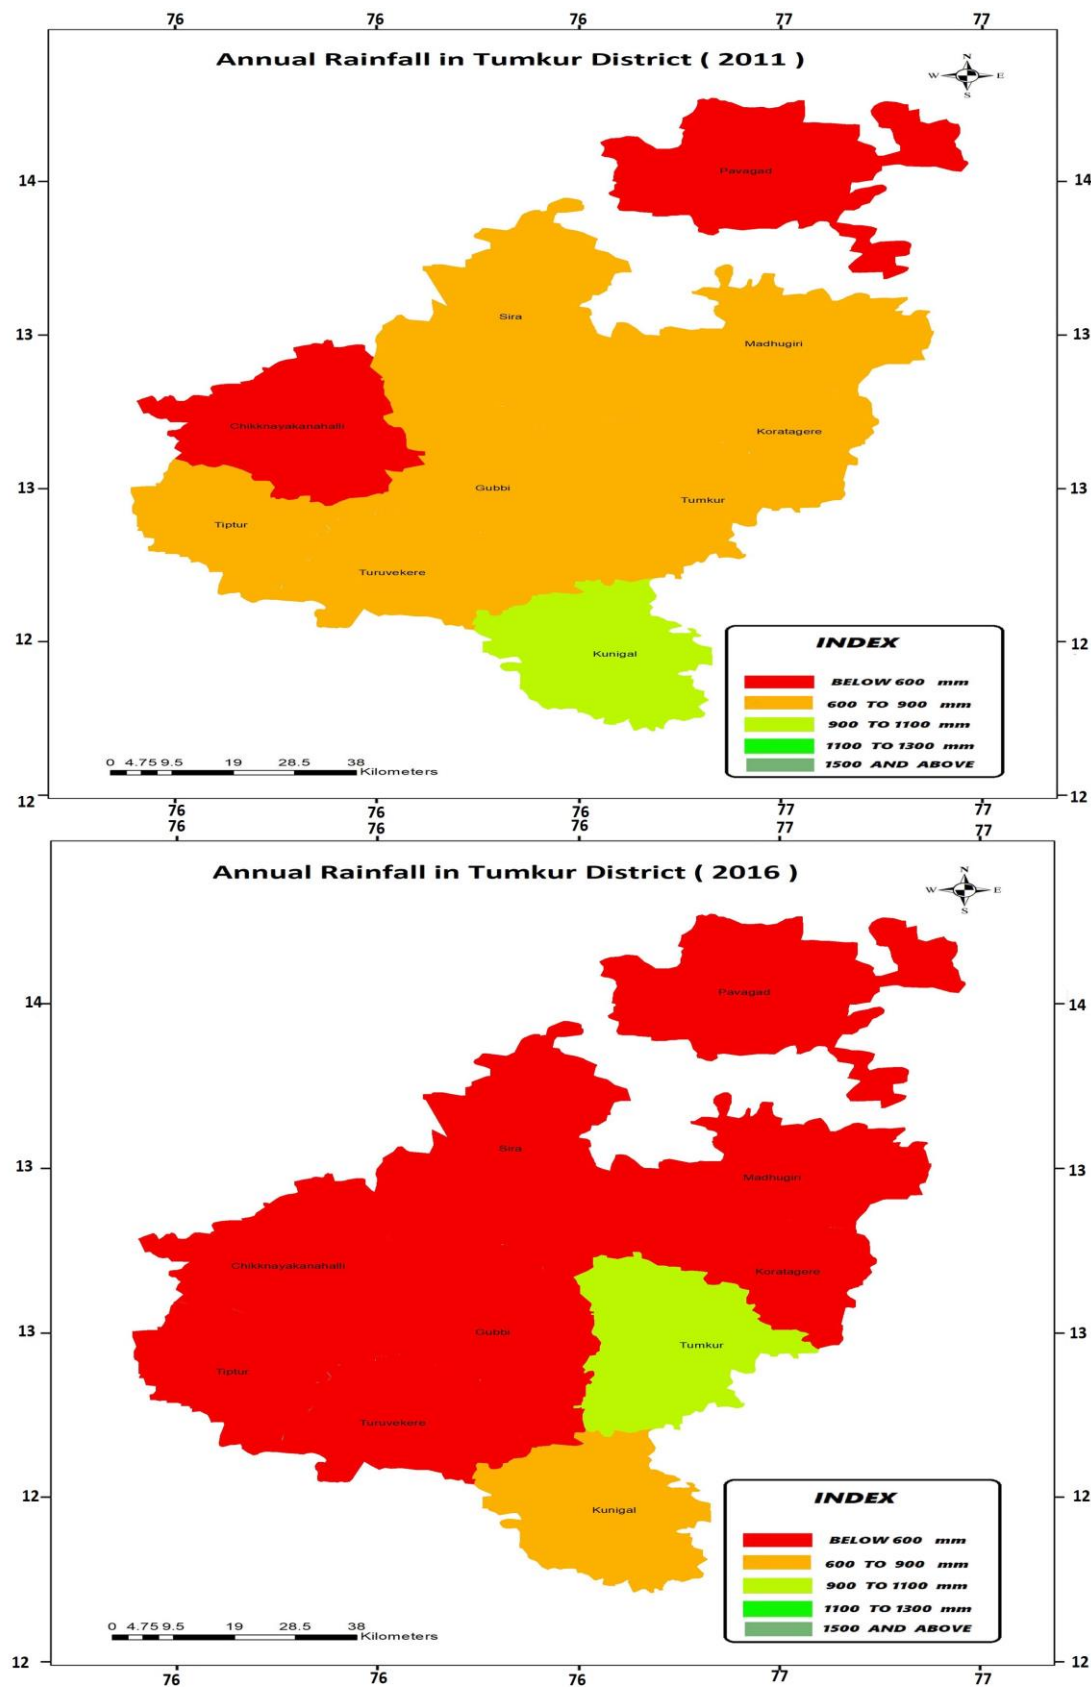 76 76 76 77 77
Annual Rainfall in Tumkur District ( 2011 )
N
W E
S
Pavagad
14 14
Sira
13 13
Madhugiri
Chikknayakanahalli
Koratagere
13 Gubbi 13
Tumkur
Tiptur
Turuvekere
12 12
Kunigal
INDEX
BELOW 600 mm
600 TO 900 mm
900 TO 1100 mm
1100 TO 1300 mm
1500 AND ABOVE
0 4.75 9.5 19 28.5 38
Kilometers
12 12
76 76 76 77 77
76 76 76 77 77
Annual Rainfall in Tumkur District ( 2016 )
N
W E
S
Pavagad
14 14
Sira
13 13
Madhugiri
Chikknayakanahalli
Koratagere
13 Gubbi 13
Tumkur
Tiptur
Turuvekere
12 12
Kunigal
INDEX
BELOW 600 mm
600 TO 900 mm
900 TO 1100 mm
1100 TO 1300 mm
1500 AND ABOVE
0 4.75 9.5 19 28.5 38
Kilometers
12 12
76 76 76 77 77